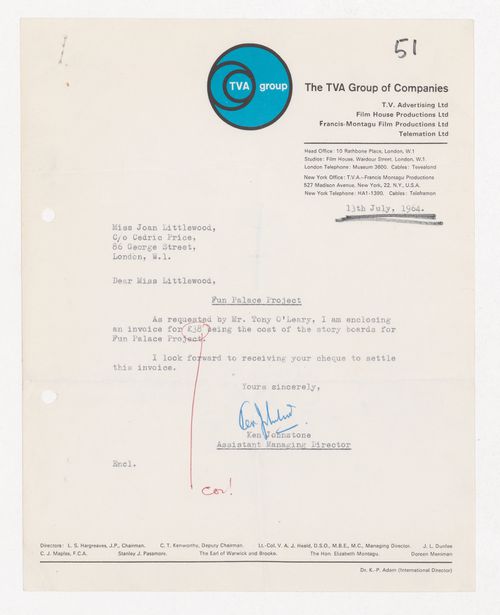 51
TVA group
The TVA Group of Companies
T.V. Advertising Ltd
Film House Productions Ltd
Francis-Montagu Film Productions Ltd
Telemation Ltd
Head Office: 10 Rathbone Place, London, W.1
Studios: Film House, Wardour Street, London, W.1.
London Telephone: Museum 3800. Cables: Tevealond
New York Office: T.V.A.-Francis Montagu Productions
527 Madison Avenue, New York, 22, N.Y., U.S.A.
New York Telephone: HA1-1390. Cables: Teleframon
13th July, 1964.
Miss Joan Littlewood,
C/o Cedric Price,
86 George Street,
London, W.1.
Dear Miss Littlewood,
Fun Palace Project
As requested by Mr. Tony O'Leary, I am enclosing
an invoice for £38 being the cost of the story boards for
Fun Palace Project.
I look forward to receiving your cheque to settle
this invoice.
Yours sincerely,
Ken Johnstone
Ken Johnstone
Assistant Managing Director
Encl.
cor!
Directors: L. S. Hargreaves, J.P., Chairman. C. T. Kenworthy, Deputy Chairman. Lt.-Col. V. A. J. Heald, D.S.O., M.B.E., M.C., Managing Director. J. L. Dunfee
C. J. Maples, F.C.A. Stanley J. Passmore. The Earl of Warwick and Brooke. The Hon. Elizabeth Montagu. Doreen Merriman
Dr. K.-P. Adam (International Director)